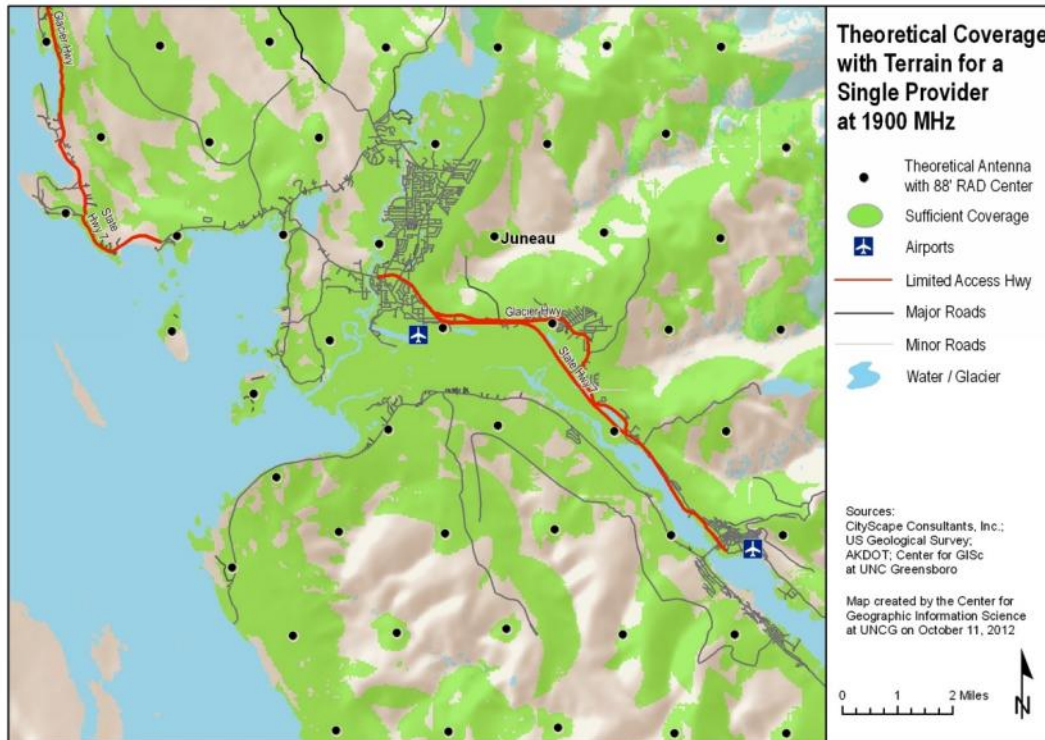 Glacier Hwy
State
Hwy 7
Juneau
Glacier Hwy
State Hwy 7
Theoretical Coverage
with Terrain for a
Single Provider
at 1900 MHz
Theoretical Antenna
with 88' RAD Center
Sufficient Coverage
Airports
Limited Access Hwy
Major Roads
Minor Roads
Water / Glacier
Sources:
CityScape Consultants, Inc.;
US Geological Survey;
AKDOT; Center for GISc
at UNC Greensboro
Map created by the Center for
Geographic Information Science
at UNCG on October 11, 2012
0 1 2 Miles
N